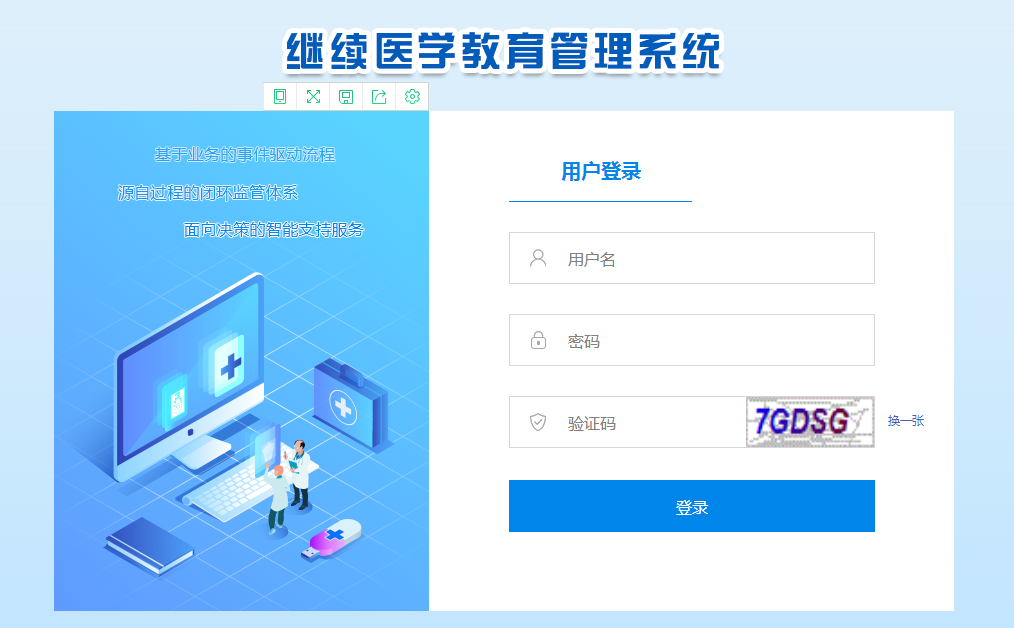 继续医学教育管理系统
基于业务的事件驱动流程
源自过程的闭环监管体系
面向决策的智能支持服务
用户登录
用户名
密码
验证码
7GDSG
换一张
登录